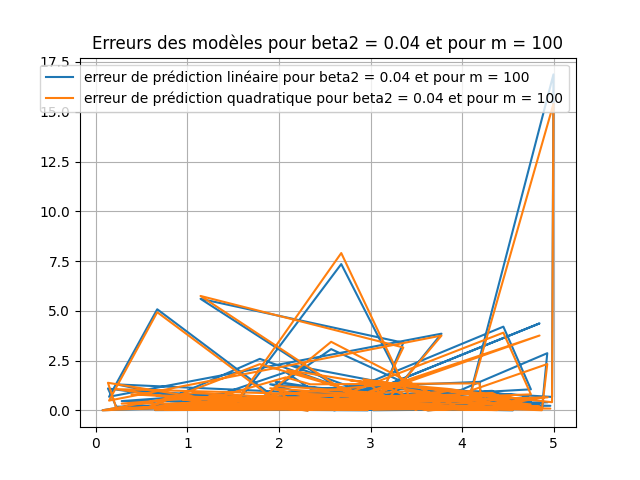 Erreurs des modèles pour beta2 = 0.04 et pour m = 100
erreur de prédiction linéaire pour beta2 = 0.04 et pour m = 100
erreur de prédiction quadratique pour beta2 = 0.04 et pour m = 100
17.5
15.0
12.5
10.0
7.5
5.0
2.5
0.0
0 1 2 3 4 5